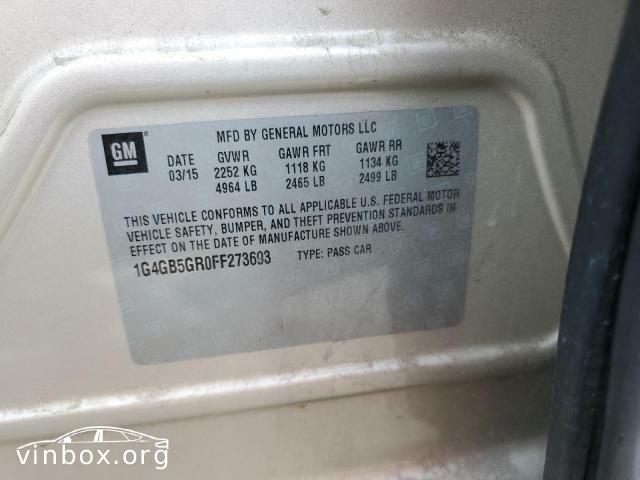 GM ®
MFD BY GENERAL MOTORS LLC
DATE GVWR GAWR FRT GAWR RR
03/15 2252 KG 1118 KG 1134 KG
4964 LB 2465 LB 2499 LB
THIS VEHICLE CONFORMS TO ALL APPLICABLE U.S. FEDERAL MOTOR
VEHICLE SAFETY, BUMPER, AND THEFT PREVENTION STANDARDS IN
EFFECT ON THE DATE OF MANUFACTURE SHOWN ABOVE.
1G4GB5GR0FF273693 TYPE: PASS CAR
vinbox.org